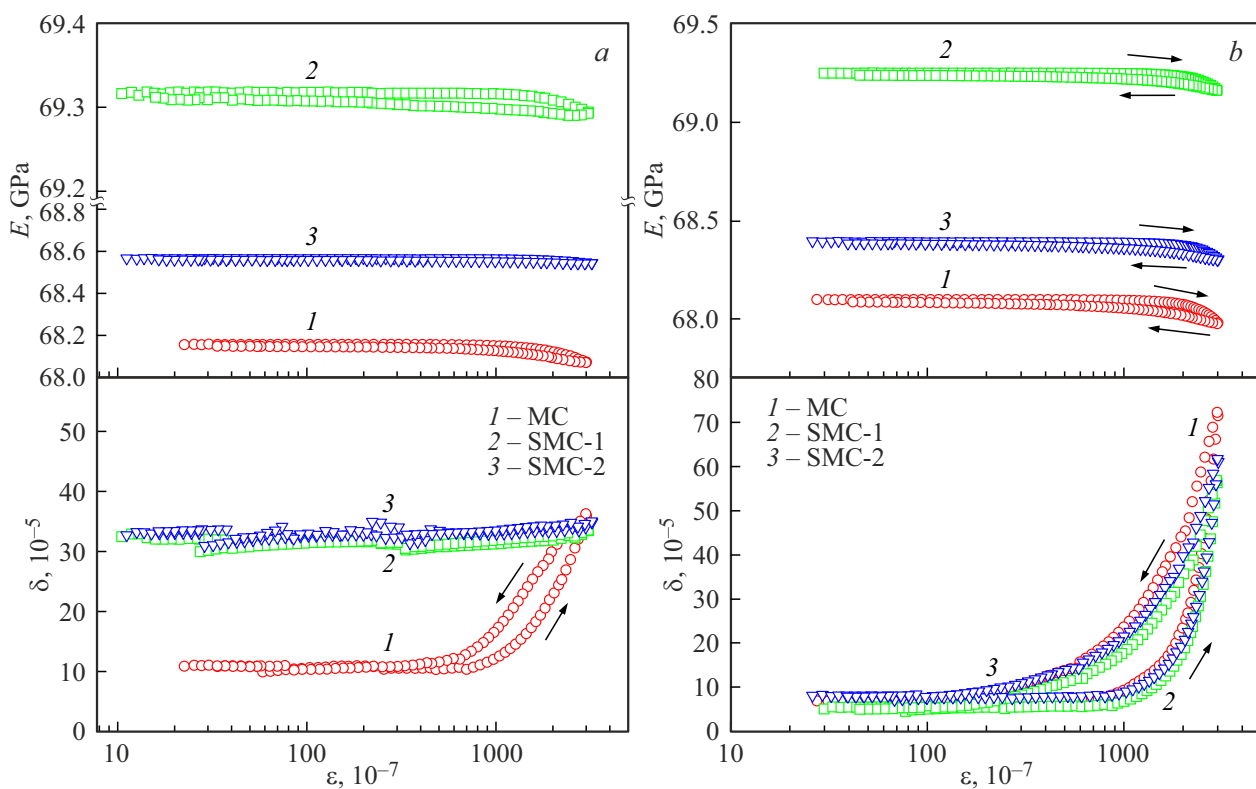 69.4
69.3
69.2
68.8
68.6
68.4
68.2
68.0
E, GPa
a
2
3
1
50
40
30
20
10
0
δ, 10⁻⁵
1 – MC
2 – SMC-1
3 – SMC-2
3
2
1
10 100 1000
ε, 10⁻⁷
69.5
69.0
68.5
68.0
E, GPa
b
2
3
1
80
70
60
50
40
30
20
10
0
δ, 10⁻⁵
1 – MC
2 – SMC-1
3 – SMC-2
1
3
2
10 100 1000
ε, 10⁻⁷